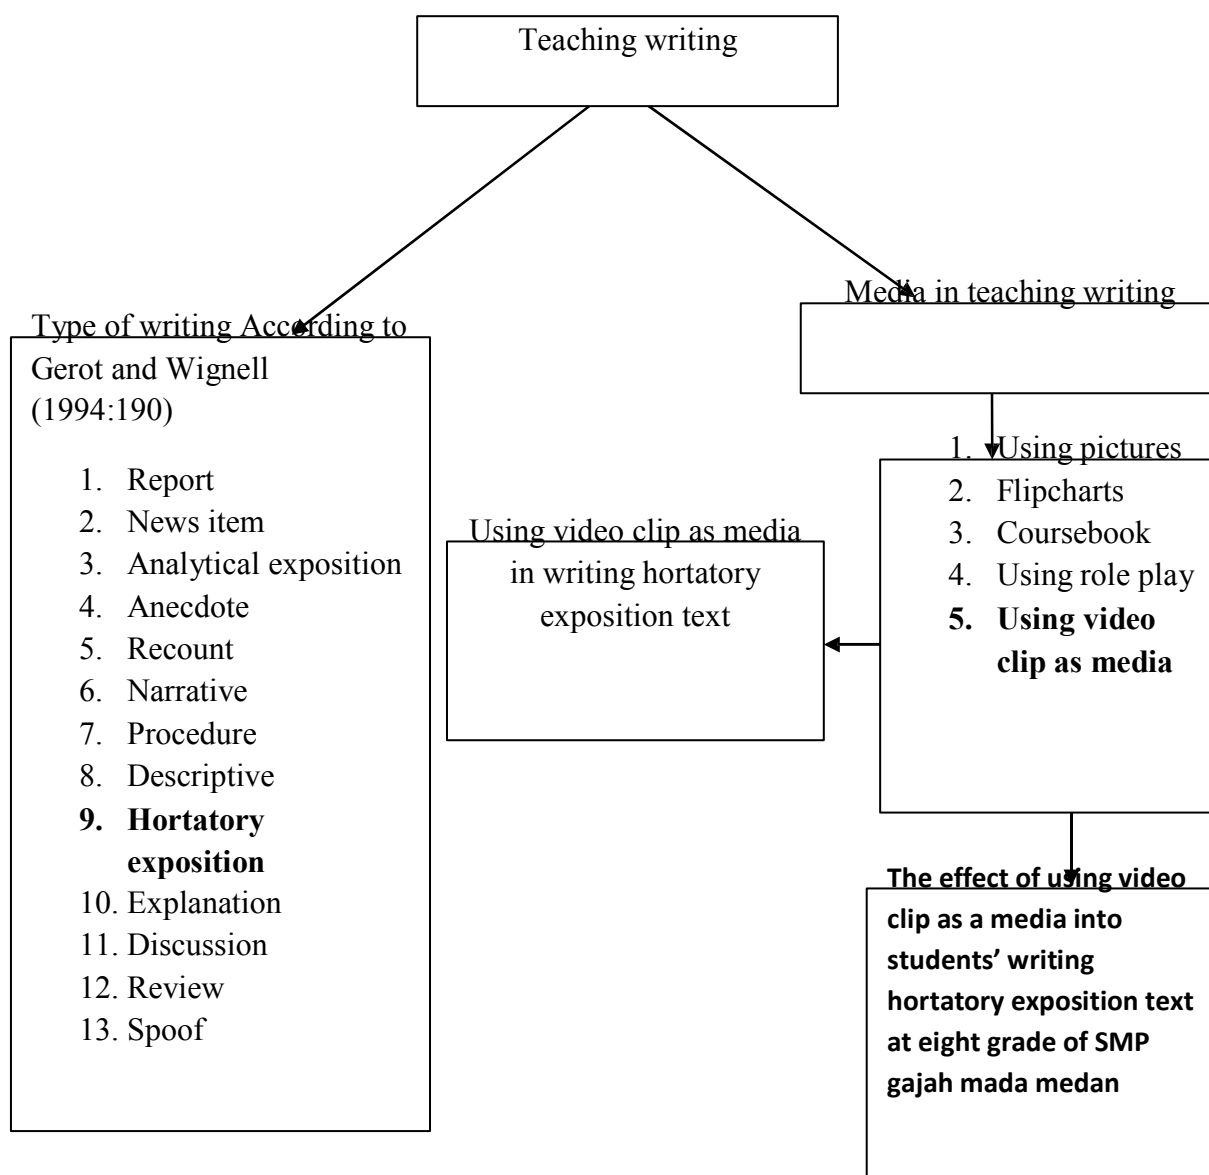 Teaching writing
Media in teaching writing
Type of writing According to
Gerot and Wignell
(1994:190)
1. Report
2. News item
3. Analytical exposition
4. Anecdote
5. Recount
6. Narrative
7. Procedure
8. Descriptive
9. Hortatory
exposition
10. Explanation
11. Discussion
12. Review
13. Spoof
Using video clip as media
in writing hortatory
exposition text
1. Using pictures
2. Flipcharts
3. Coursebook
4. Using role play
5. Using video
clip as media
The effect of using video
clip as a media into
students’ writing
hortatory exposition text
at eight grade of SMP
gajah mada medan